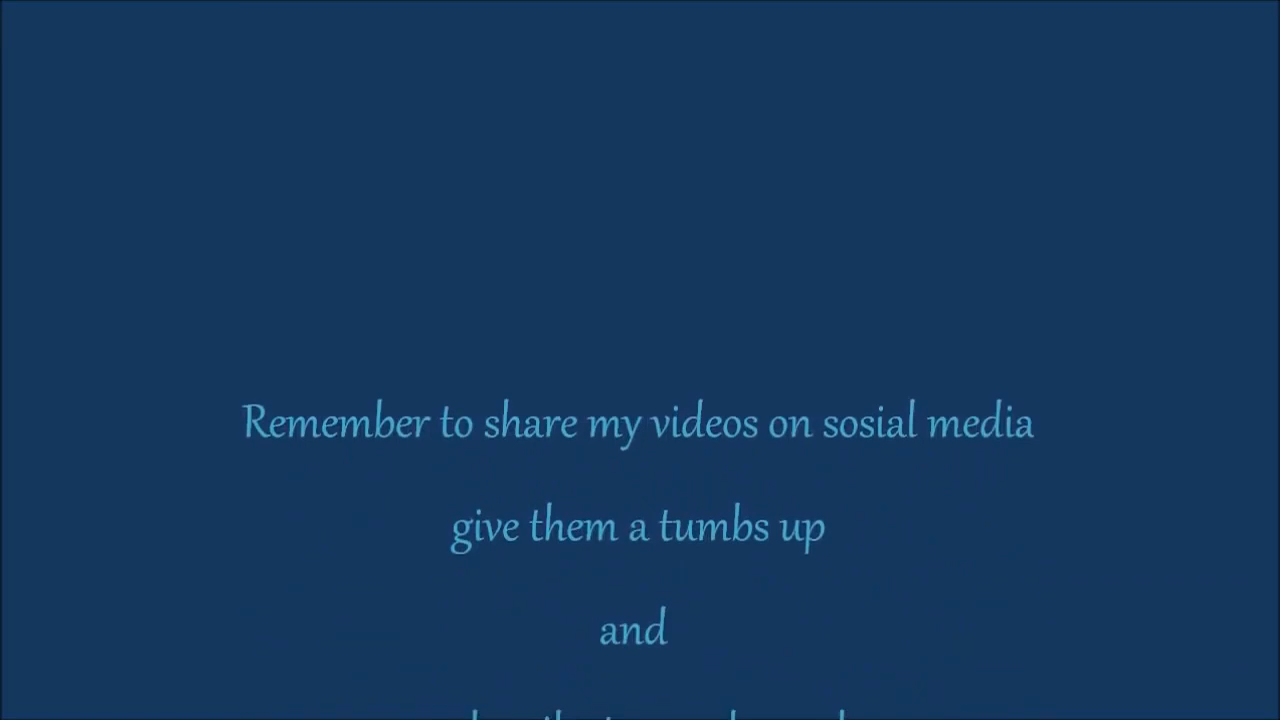 Remember to share my videos on sosial media
give them a tumbs up
and